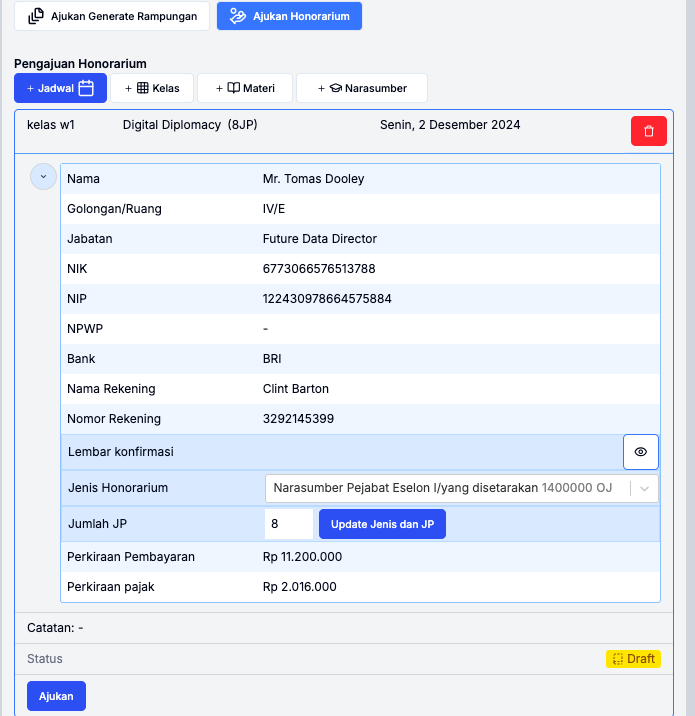 Ajukan Generate Rampungan Ajukan Honorarium
Pengajuan Honorarium
+ Jadwal + Kelas + Materi + Narasumber
kelas w1 Digital Diplomacy (8JP) Senin, 2 Desember 2024
Nama Mr. Tomas Dooley
Golongan/Ruang IV/E
Jabatan Future Data Director
NIK 6773066576513788
NIP 122430978664575884
NPWP -
Bank BRI
Nama Rekening Clint Barton
Nomor Rekening 3292145399
Lembar konfirmasi
Jenis Honorarium Narasumber Pejabat Eselon I/yang disetarakan 1400000 OJ
Jumlah JP 8 Update Jenis dan JP
Perkiraan Pembayaran Rp 11.200.000
Perkiraan pajak Rp 2.016.000
Catatan: -
Status Draft
Ajukan